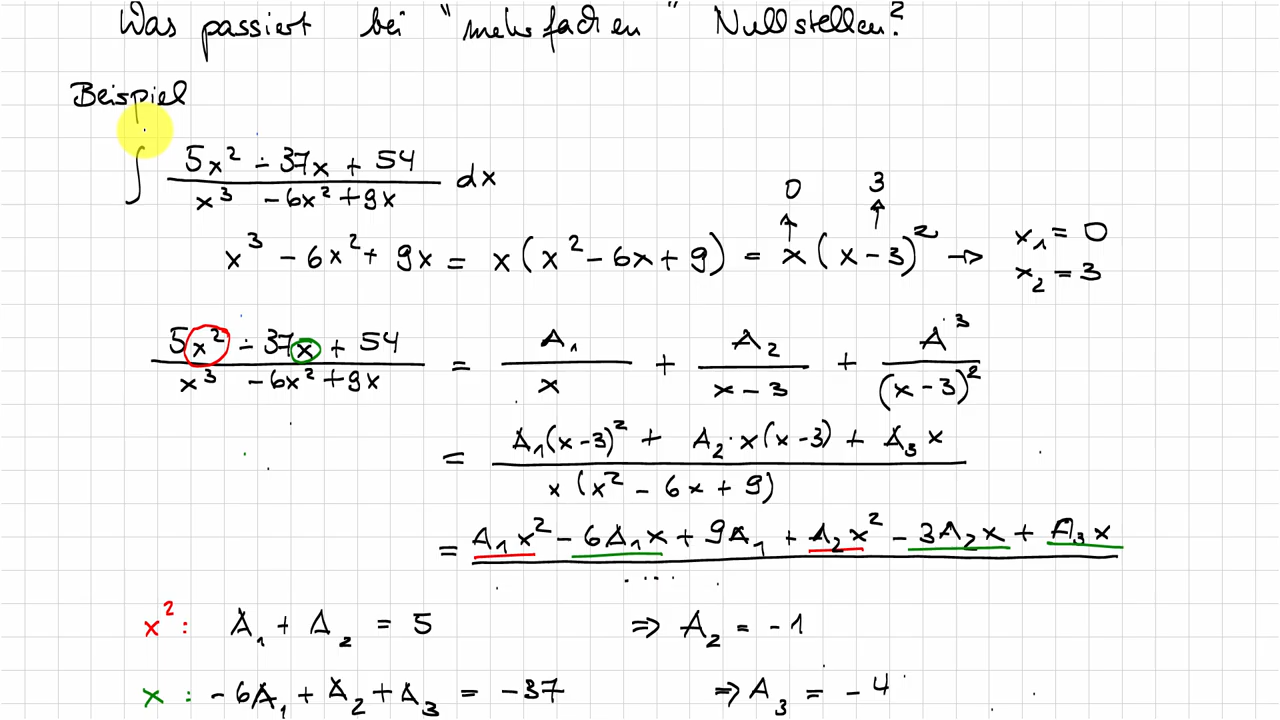 Was passiert bei "mehrfachen" Nullstellen?
Beispiel
∫ (5x² - 37x + 54)/(x³ - 6x² + 9x) dx
0 3
x³ - 6x² + 9x = x(x² - 6x + 9) = x(x - 3)² → x₁ = 0
x₂ = 3
(5x² - 37x + 54)/(x³ - 6x² + 9x) = A₁/x + A₂/(x - 3) + A³/(x - 3)²
= (A₁(x - 3)² + A₂·x(x - 3) + A₃x)/(x(x² - 6x + 9))
= A₁x² - 6A₁x + 9A₁ + A₂x² - 3A₂x + A₃x
....
x²: A₁ + A₂ = 5 ⇒ A₂ = -1
x: -6A₁ + A₂ + A₃ = -37 ⇒ A₃ = -4